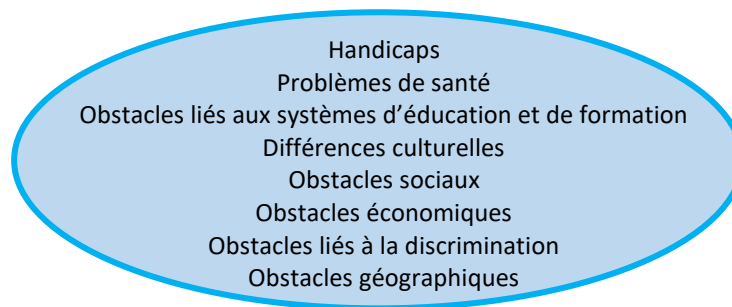 Handicaps
Problèmes de santé
Obstacles liés aux systèmes d’éducation et de formation
Différences culturelles
Obstacles sociaux
Obstacles économiques
Obstacles liés à la discrimination
Obstacles géographiques